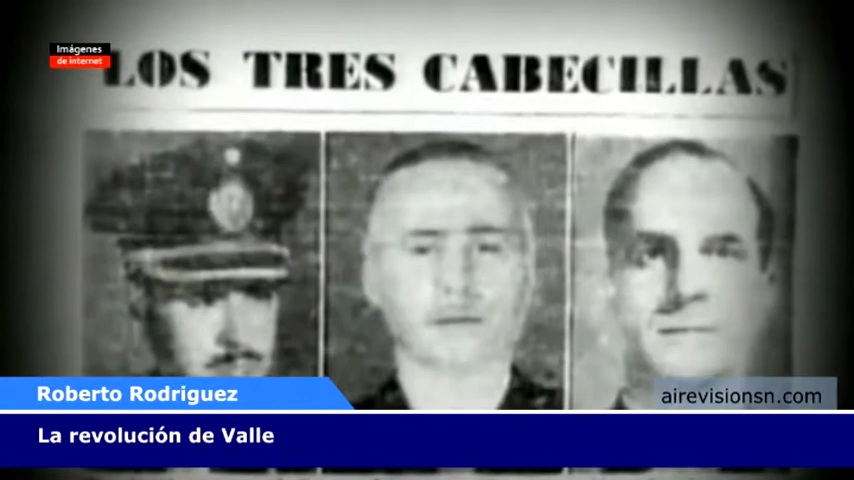 Imágenes
de internet
LOS TRES CABECILLAS
Roberto Rodriguez
airevisionsn.com
La revolución de Valle